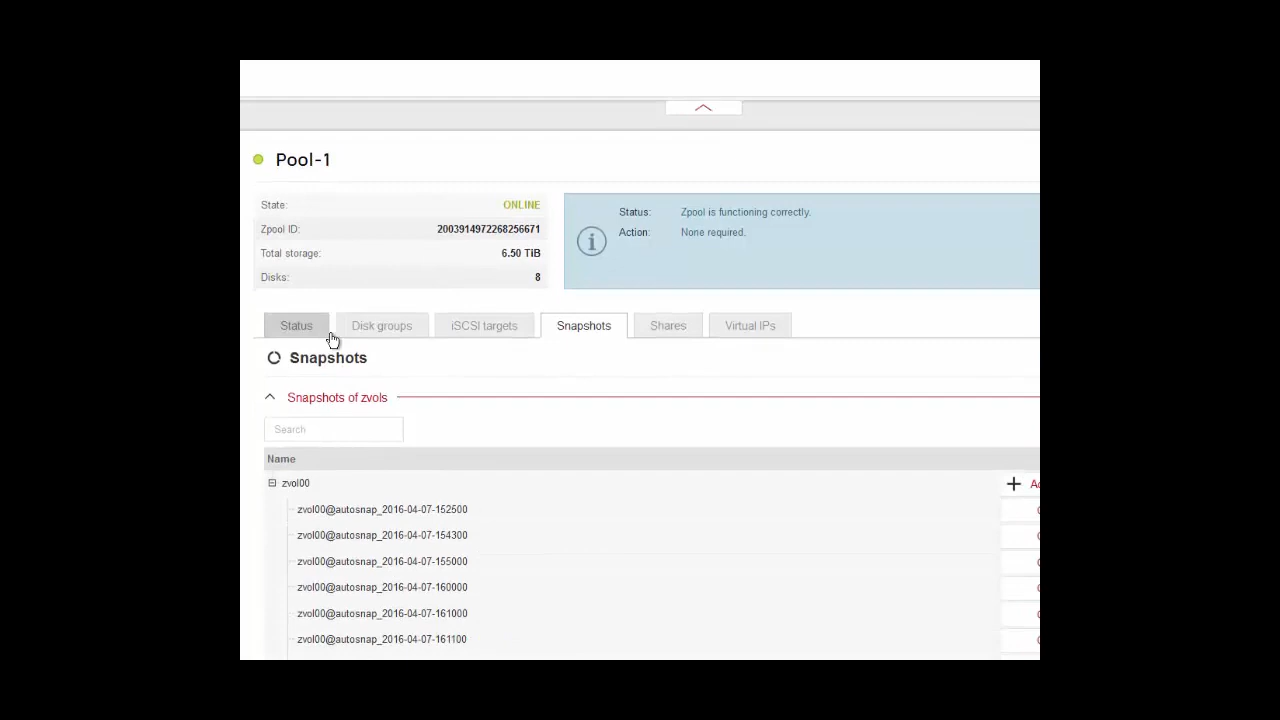 Pool-1
State: ONLINE
Zpool ID: 2003914972268256671
Total storage: 6.50 TiB
Disks: 8
Status: Zpool is functioning correctly.
Action: None required.
Status Disk groups iSCSI targets Snapshots Shares Virtual IPs
Snapshots
Snapshots of zvols
Search
Name
zvol00
zvol00@autosnap_2016-04-07-152500
zvol00@autosnap_2016-04-07-154300
zvol00@autosnap_2016-04-07-155000
zvol00@autosnap_2016-04-07-160000
zvol00@autosnap_2016-04-07-161000
zvol00@autosnap_2016-04-07-161100